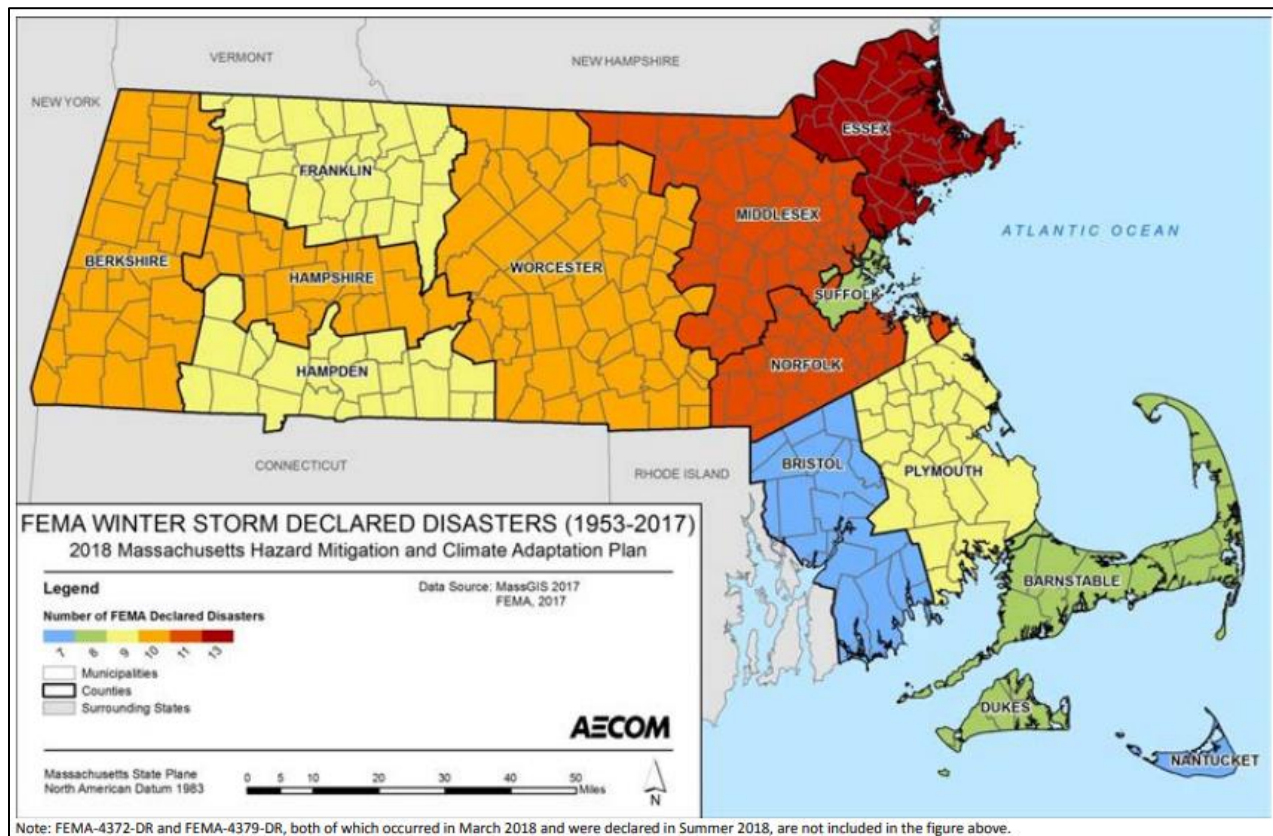 VERMONT
NEW HAMPSHIRE
NEW YORK
ESSEX
FRANKLIN
MIDDLESEX
ATLANTIC OCEAN
BERKSHIRE
HAMPSHIRE
WORCESTER
SUFFOLK
HAMPDEN
NORFOLK
CONNECTICUT
RHODE ISLAND
BRISTOL
PLYMOUTH
BARNSTABLE
DUKES
NANTUCKET
FEMA WINTER STORM DECLARED DISASTERS (1953-2017)
2018 Massachusetts Hazard Mitigation and Climate Adaptation Plan
Legend
Data Source: MassGIS 2017
FEMA, 2017
Number of FEMA Declared Disasters
7 8 9 10 11 13
Municipalities
Counties
Surrounding States
AECOM
Massachusetts State Plane
North American Datum 1983
0 5 10 20 30 40 50
Miles
N
Note: FEMA-4372-DR and FEMA-4379-DR, both of which occurred in March 2018 and were declared in Summer 2018, are not included in the figure above.